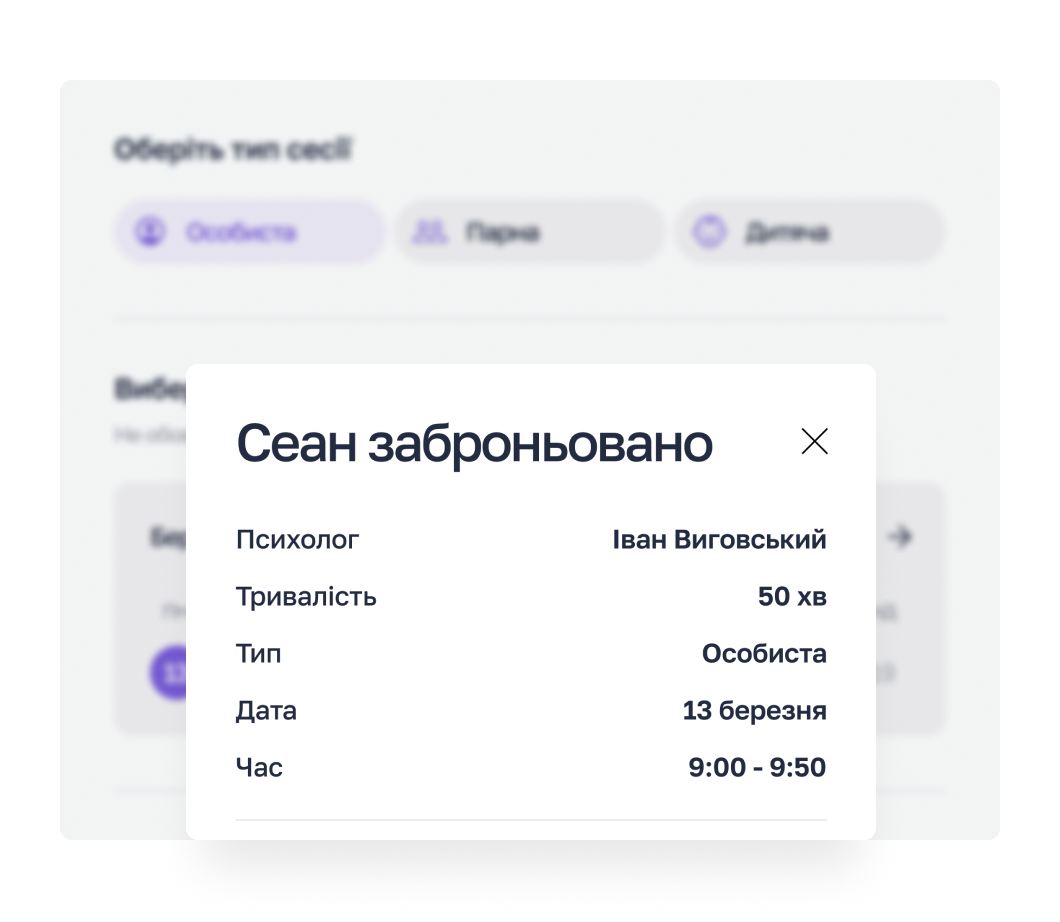 Оберіть тип сесії
Особиста Парна Дитяча
Сеан заброньовано
Психолог Іван Виговський
Тривалість 50 хв
Тип Особиста
Дата 13 березня
Час 9:00 - 9:50